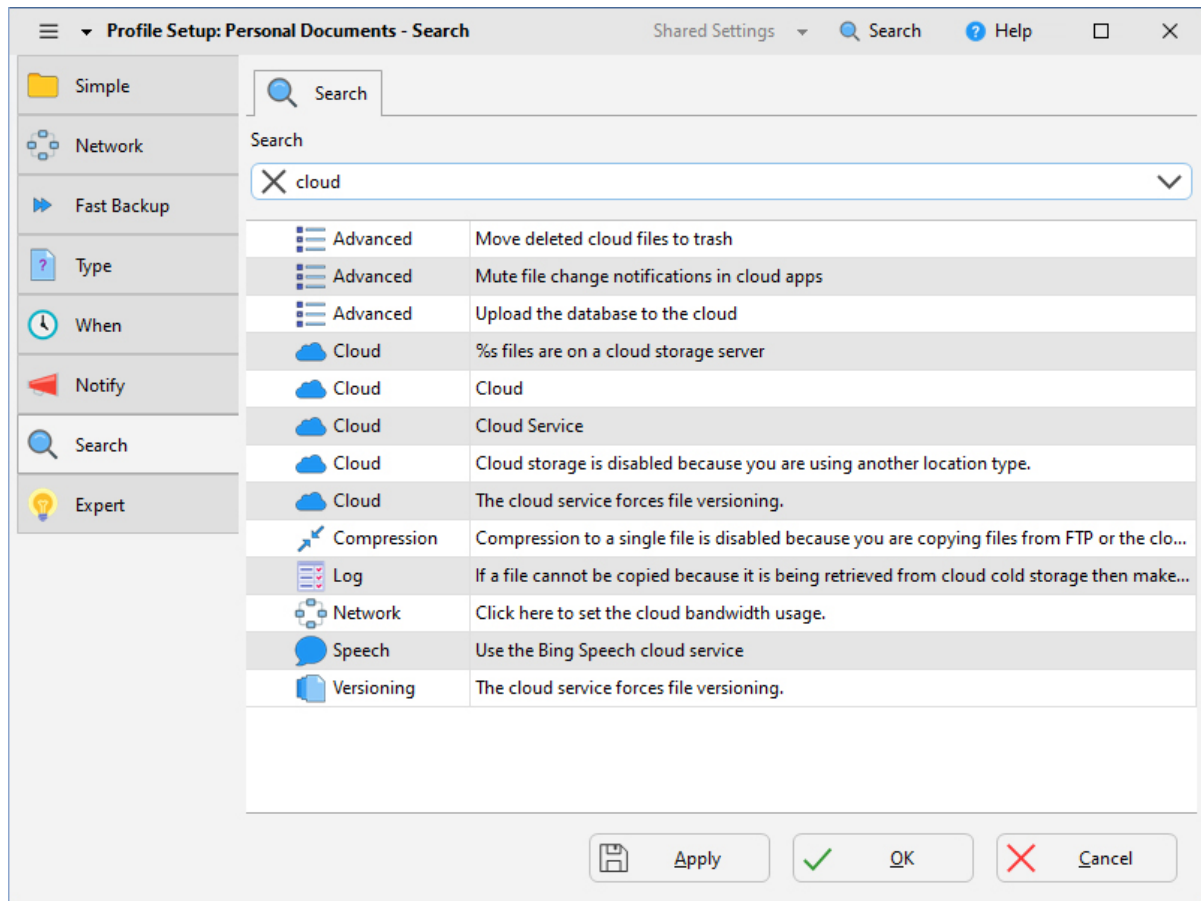 Profile Setup: Personal Documents - Search Shared Settings Search Help
Simple
Network
Fast Backup
Type
When
Notify
Search
Expert
Search
Search
cloud
Advanced Move deleted cloud files to trash
Advanced Mute file change notifications in cloud apps
Advanced Upload the database to the cloud
Cloud %s files are on a cloud storage server
Cloud Cloud
Cloud Cloud Service
Cloud Cloud storage is disabled because you are using another location type.
Cloud The cloud service forces file versioning.
Compression Compression to a single file is disabled because you are copying files from FTP or the clo...
Log If a file cannot be copied because it is being retrieved from cloud cold storage then make...
Network Click here to set the cloud bandwidth usage.
Speech Use the Bing Speech cloud service
Versioning The cloud service forces file versioning.
Apply OK Cancel